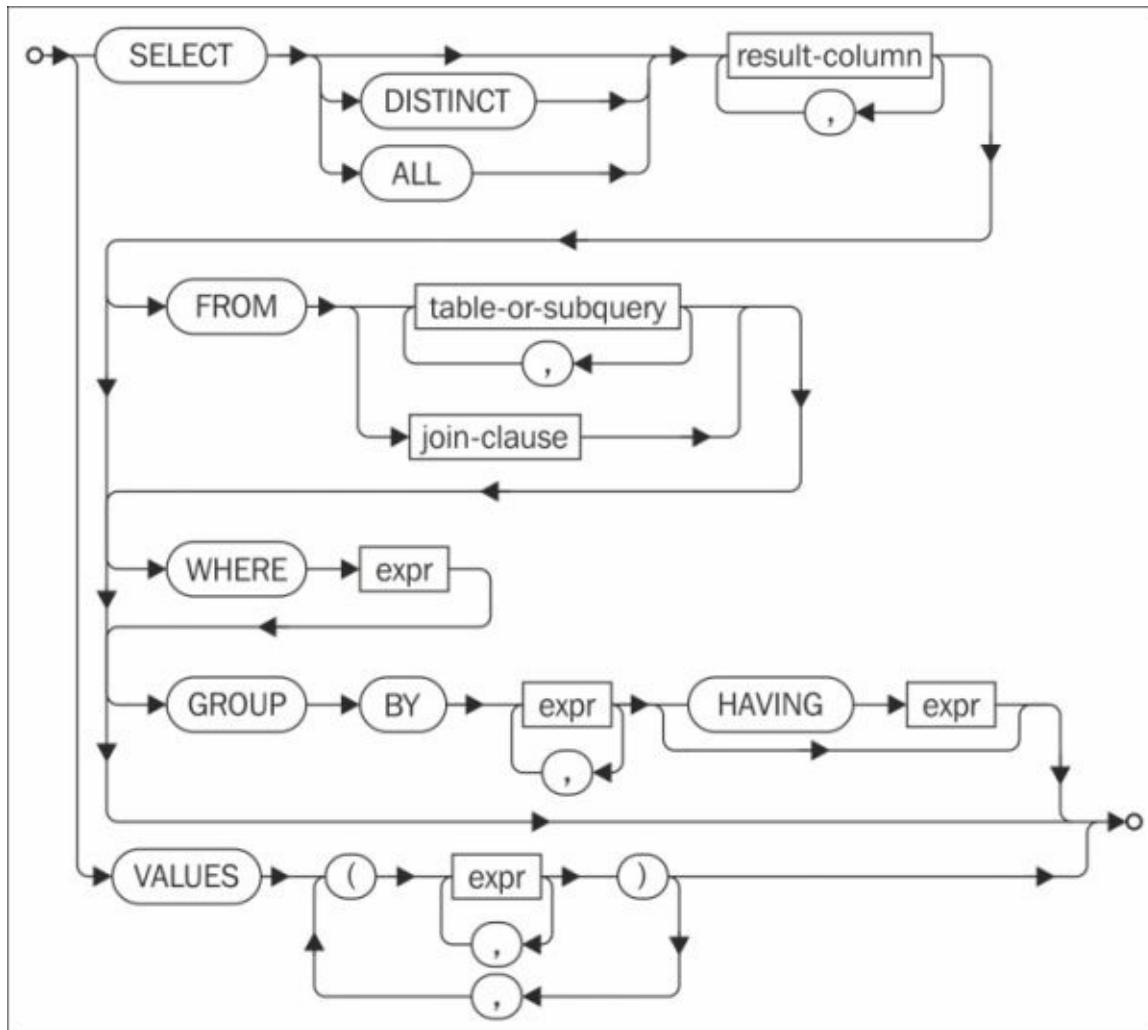 SELECT DISTINCT ALL result-column ,
FROM table-or-subquery , join-clause
WHERE expr
GROUP BY expr , HAVING expr
VALUES ( expr , ) ,